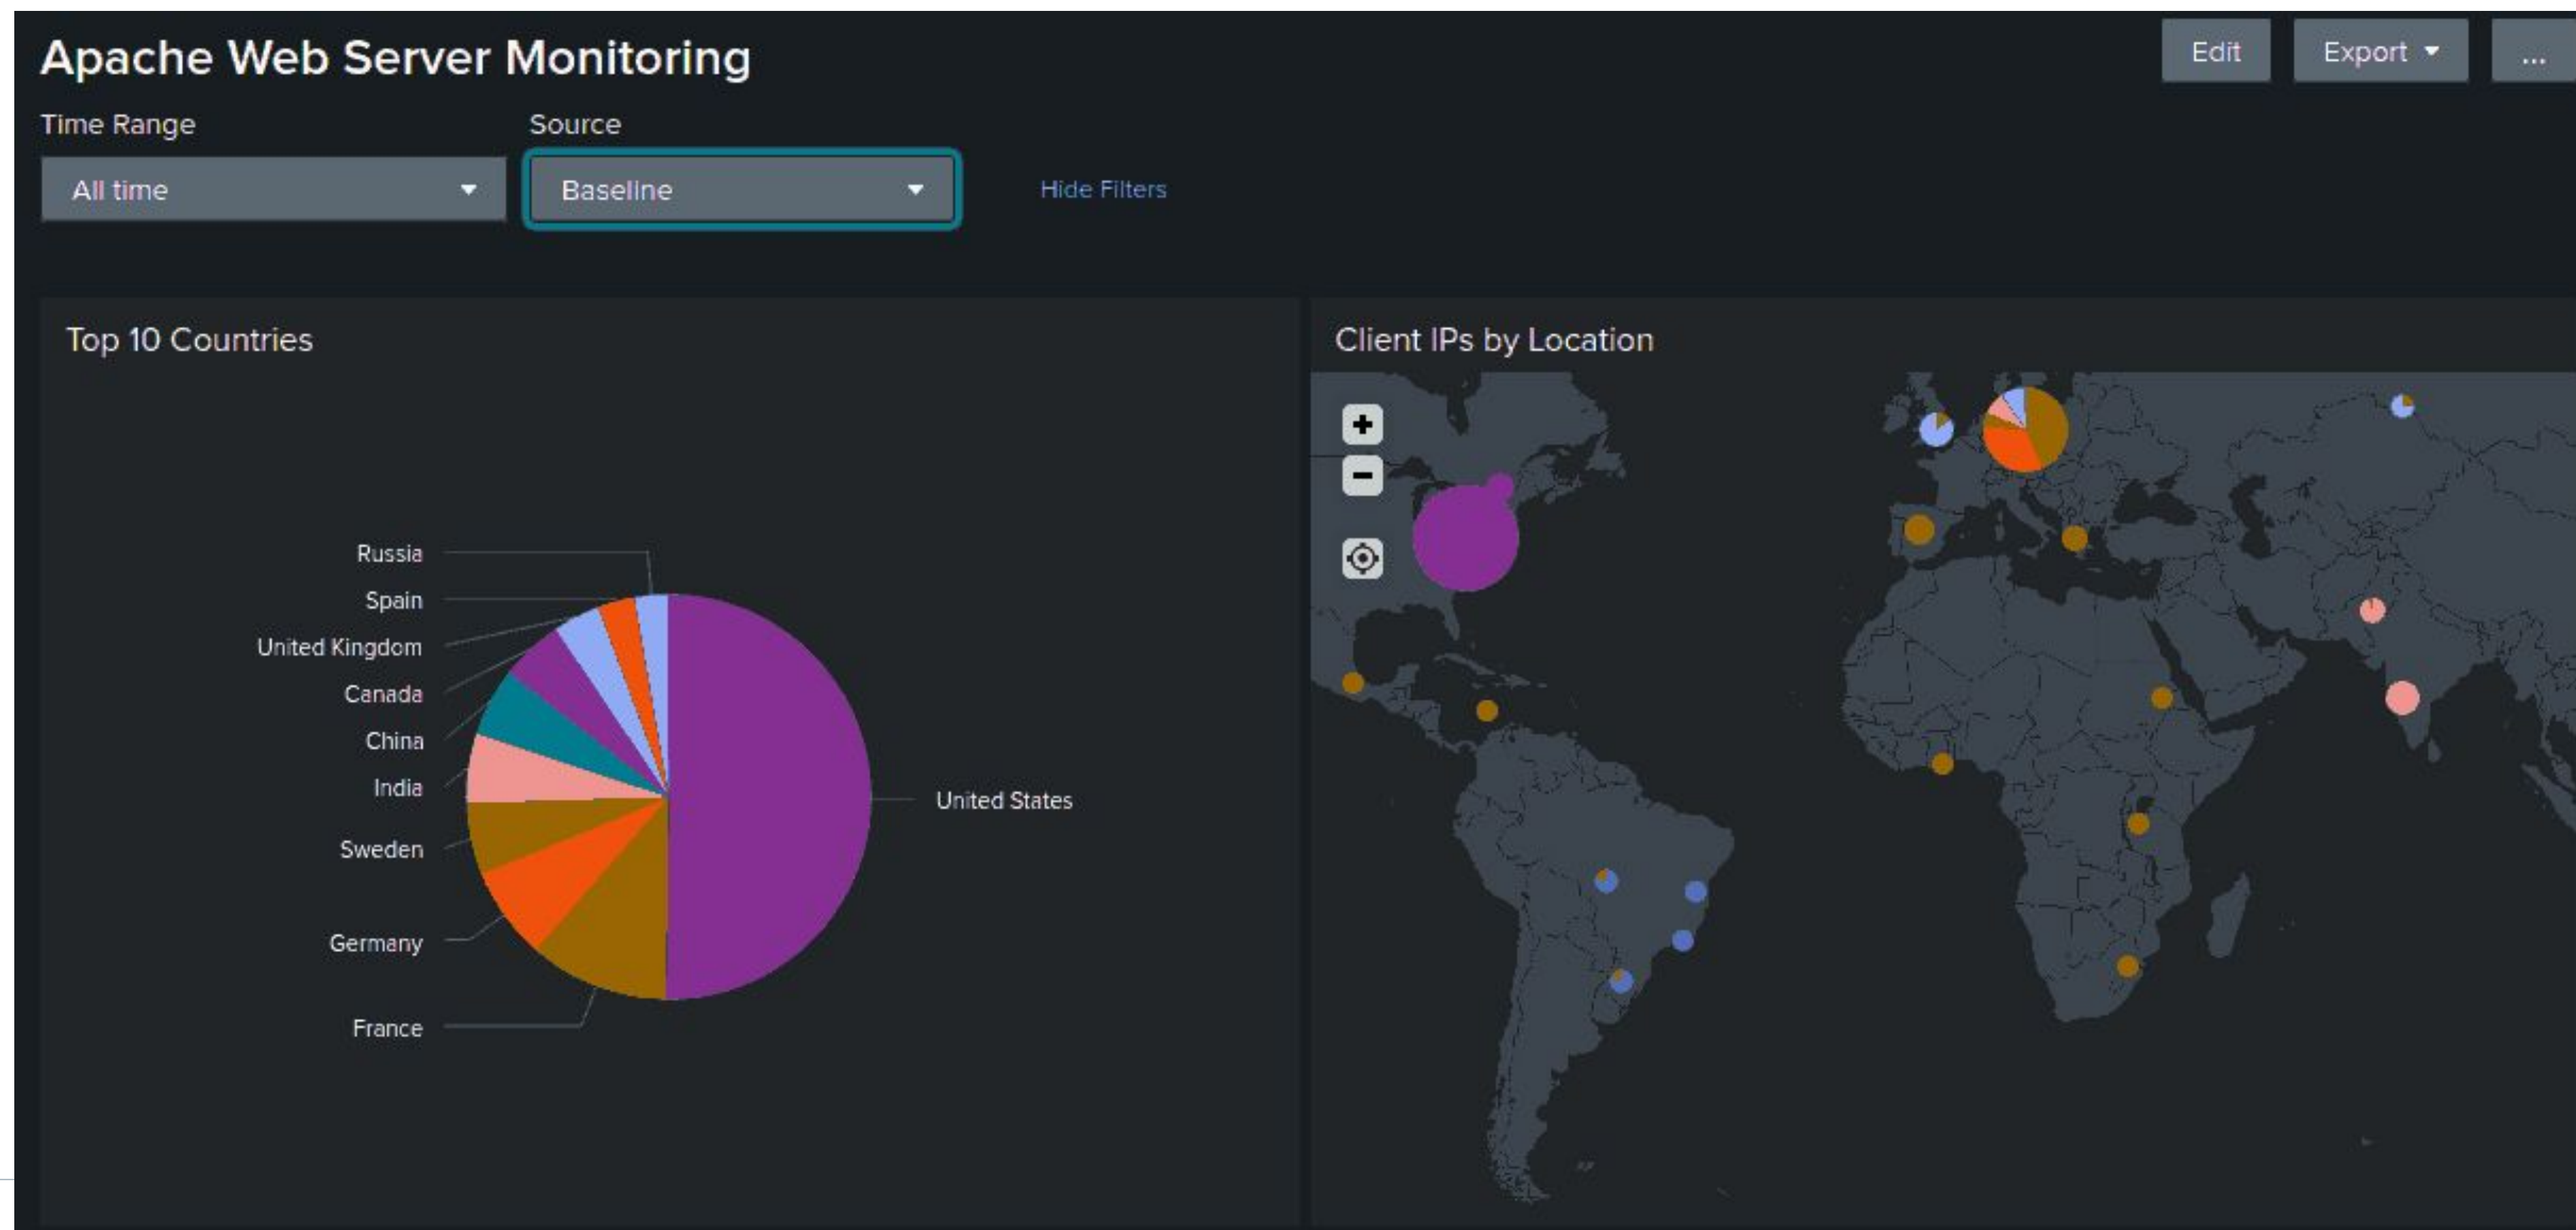 Apache Web Server Monitoring
Edit
Export
...
Time Range
Source
All time
Baseline
Hide Filters
Top 10 Countries
Client IPs by Location
Russia
Spain
United Kingdom
Canada
China
India
Sweden
Germany
France
United States
+
−